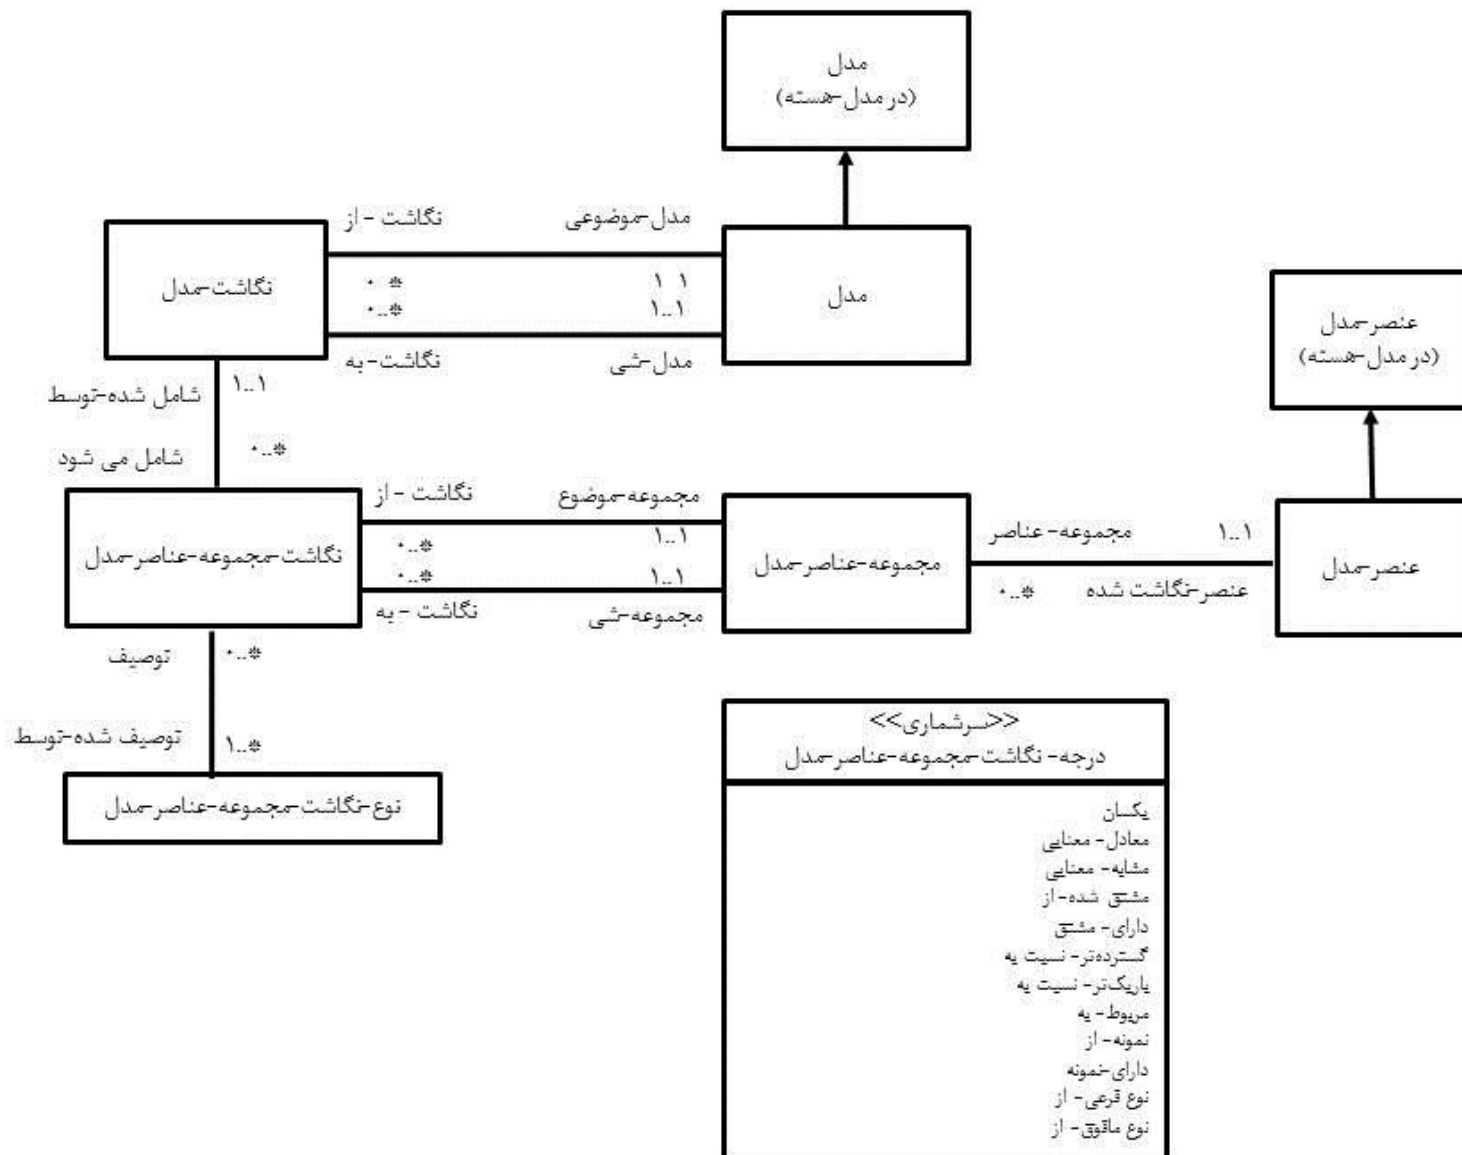 مدل
(در مدل-هسته)
نگاشت - از
مدل-موضوعی
نگاشت-مدل
۰ *
۱ ۱
مدل
۰..*
۱..۱
نگاشت- به
مدل-شی
عنصر-مدل
(در مدل-هسته)
شامل شده-توسط
۱..۱
شامل می شود
۰..*
نگاشت - از
مجموعه-موضوع
نگاشت-مجموعه-عناصر-مدل
۰..*
۱..۱
مجموعه-عناصر-مدل
مجموعه- عناصر
۱..۱
عنصر-مدل
۰..*
۱..۱
۰..*
عنصر-نگاشت شده
نگاشت - به
مجموعه-شی
توصیف
۰..*
توصیف شده-توسط
۱..*
نوع-نگاشت-مجموعه-عناصر-مدل
<<سرشماری>>
درجه- نگاشت-مجموعه-عناصر-مدل
یکسان
معادل- معنایی
مشابه- معنایی
مشتق شده- از
دارای- مشتق
گسترده‌تر- نسبت به
باریک‌تر- نسبت به
مربوط- به
نمونه- از
دارای-نمونه
نوع فرعی- از
نوع مافوق- از